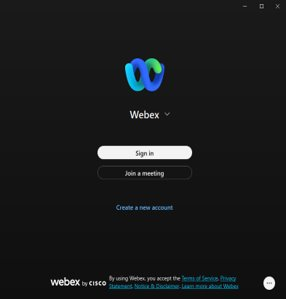 Webex
Sign in
Join a meeting
Create a new account
webex by CISCO
By using Webex, you accept the Terms of Service, Privacy
Statement, Notice & Disclaimer. Learn more about Webex